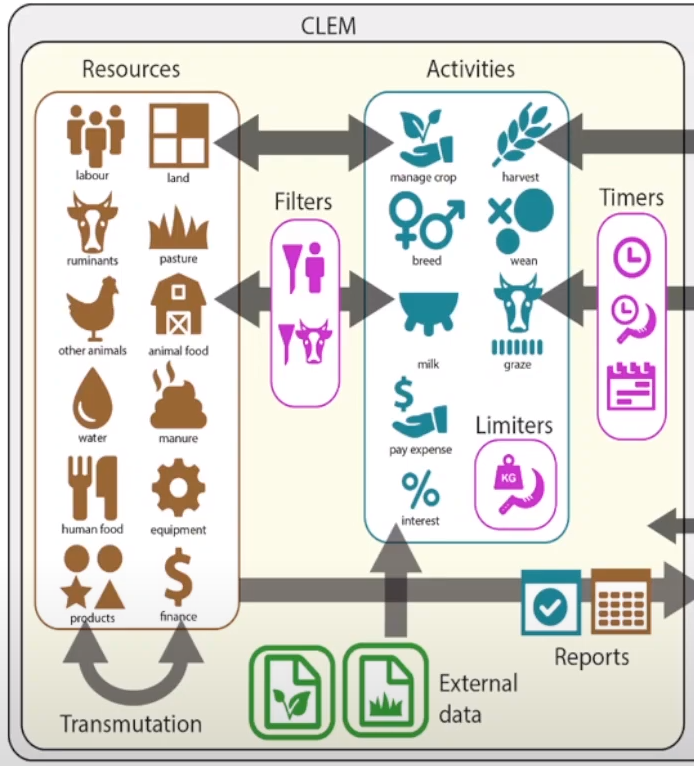 CLEM
Resources
Activities
labour
land
manage crop
harvest
Filters
Timers
ruminants
pasture
breed
wean
other animals
animal food
milk
graze
water
manure
$
pay expense
Limiters
KG
human food
equipment
%
interest
products
$
finance
Reports
Transmutation
External
data